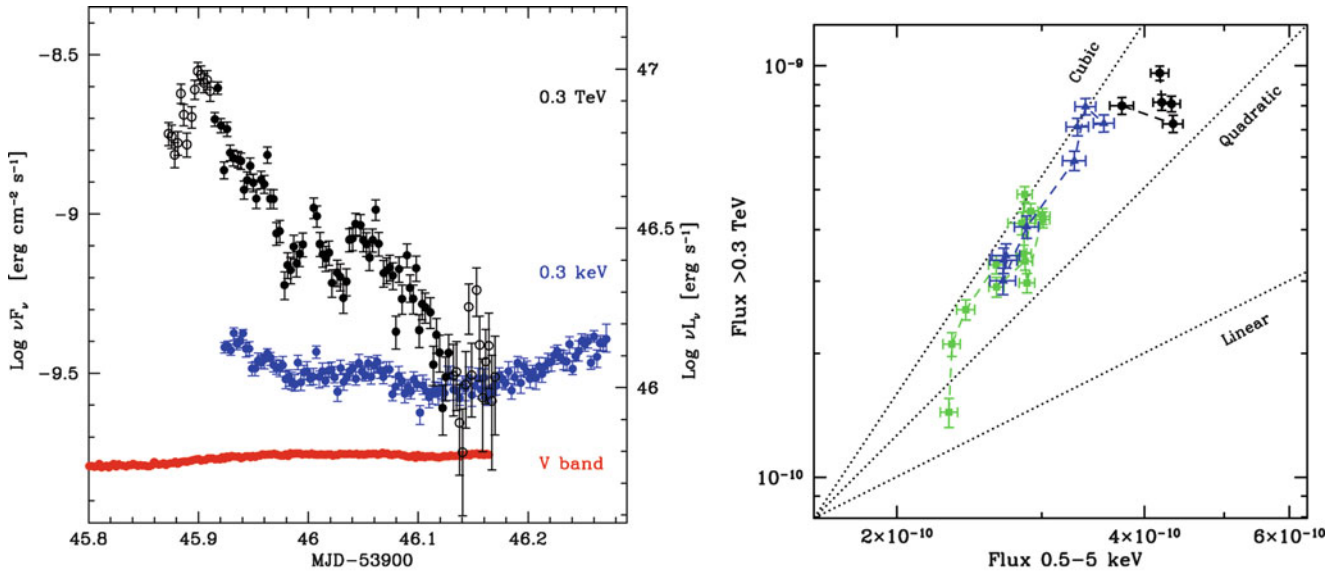 -8.5
-9
-9.5
Log νFν [erg cm⁻² s⁻¹]
47
46.5
46
Log νLν [erg s⁻¹]
0.3 TeV
0.3 keV
V band
45.8 45.9 46 46.1 46.2
MJD-53900
10⁻⁹
10⁻¹⁰
Flux >0.3 TeV
Cubic
Quadratic
Linear
2×10⁻¹⁰ 4×10⁻¹⁰ 6×10⁻¹⁰
Flux 0.5-5 keV